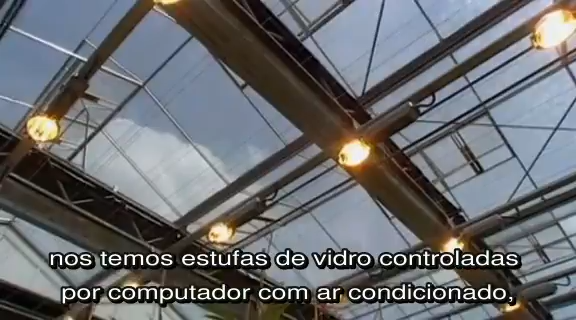 nos temos estufas de vidro controladas
por computador com ar condicionado,